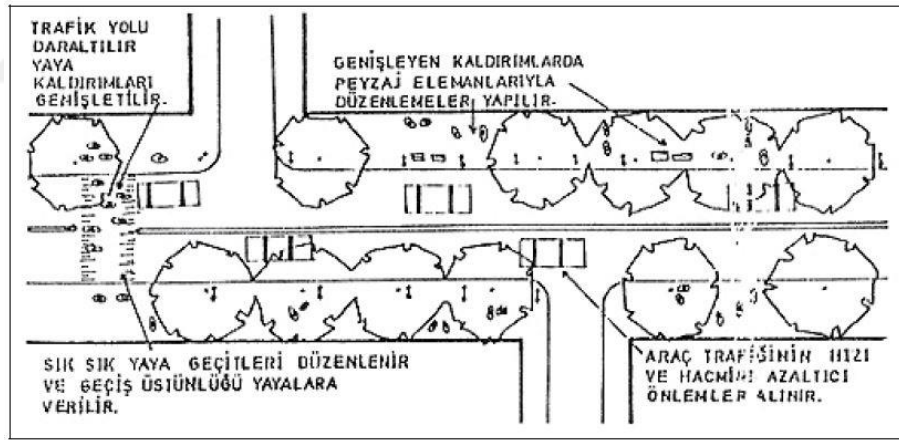 TRAFİK YOLU
DARALTILIR
YAYA
KALDIRIMLARI
GENİŞLETİLİR.
GENİŞLEYEN KALDIRIMLARDA
PEYZAJ ELEMANLARIYLA
DÜZENLEMELER YAPILIR.
SIK SIK YAYA GEÇİTLERİ DÜZENLENİR
VE GEÇİŞ ÜSTÜNLÜĞÜ YAYALARA
VERİLİR.
ARAÇ TRAFİĞİNİN HIZI
VE HACMİNİ AZALTICI
ÖNLEMLER ALINIR.